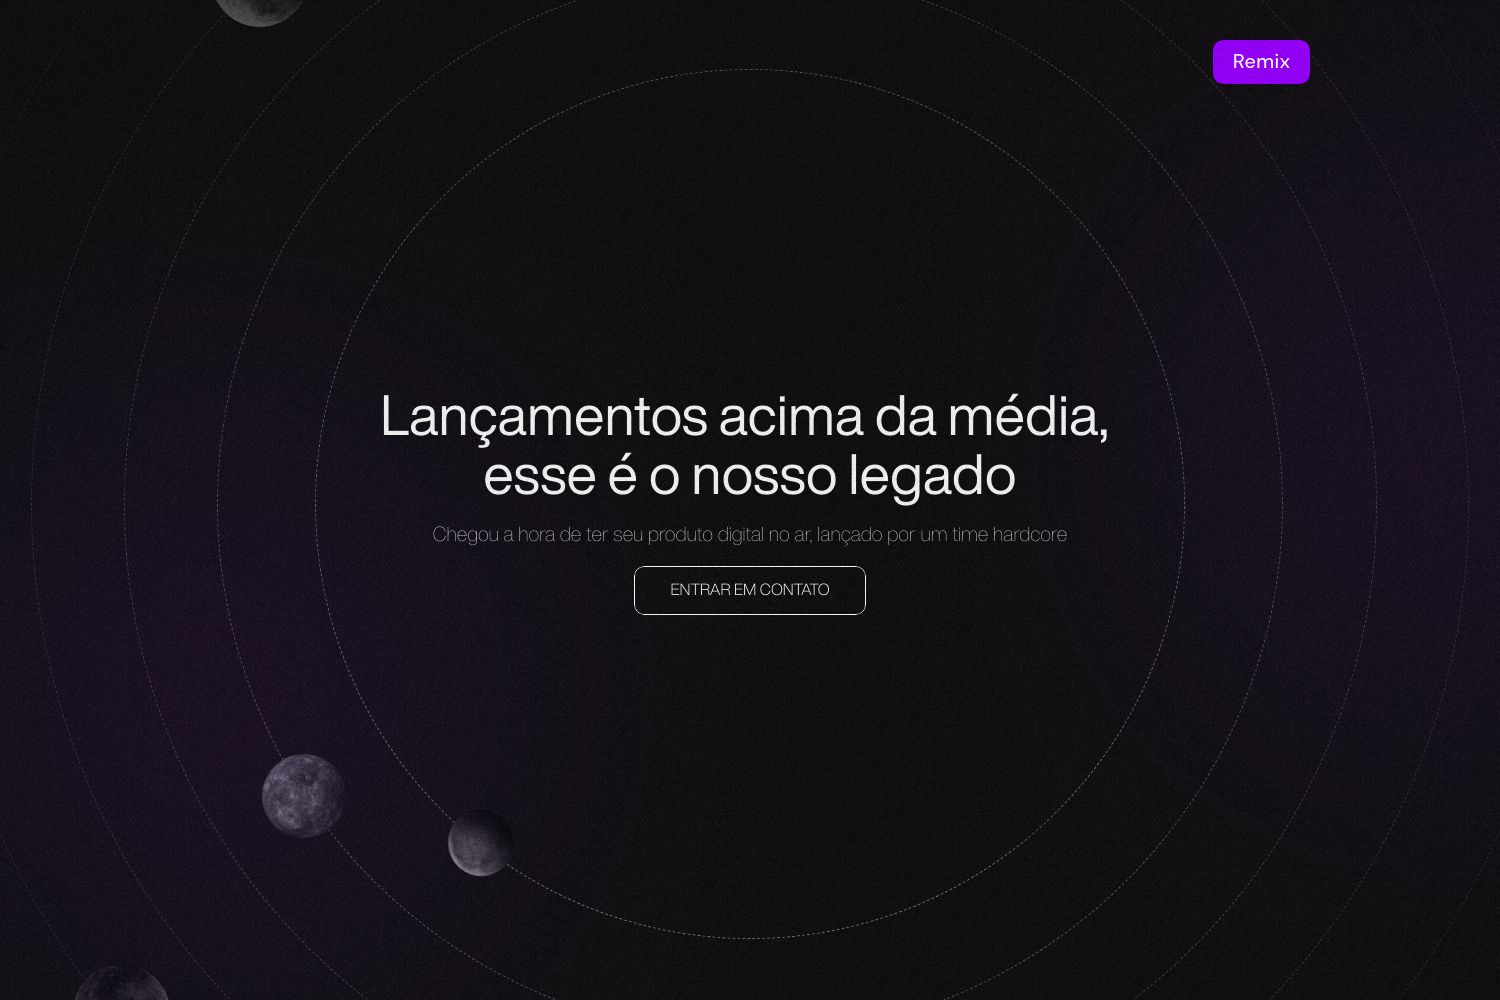 Remix
Lançamentos acima da média,
esse é o nosso legado
Chegou a hora de ter seu produto digital no ar, lançado por um time hardcore
ENTRAR EM CONTATO